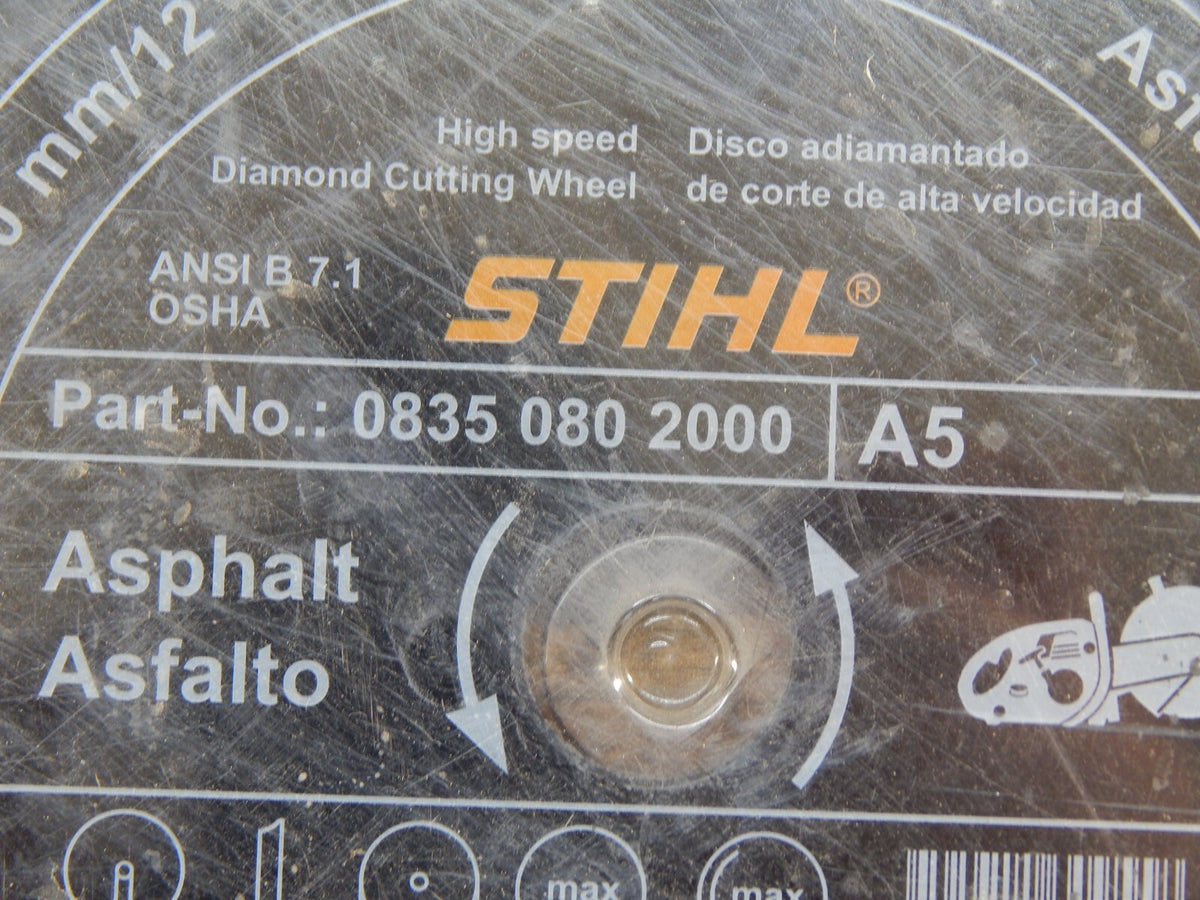 mm/12
High speed
Diamond Cutting Wheel
Disco adiamantado
de corte de alta velocidad
ANSI B 7.1
OSHA
STIHL®
Part-No.: 0835 080 2000
A5
Asphalt
Asfalto
i
max
max